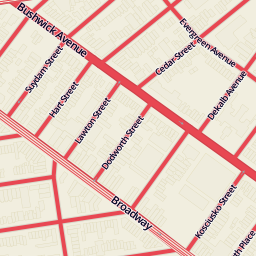 Bushwick Avenue
Evergreen Avenue
Suydam Street
Cedar Street
Hart Street
Lawton Street
DeKalb Avenue
Dodworth Street
Broadway
Kosciusko Street
Place